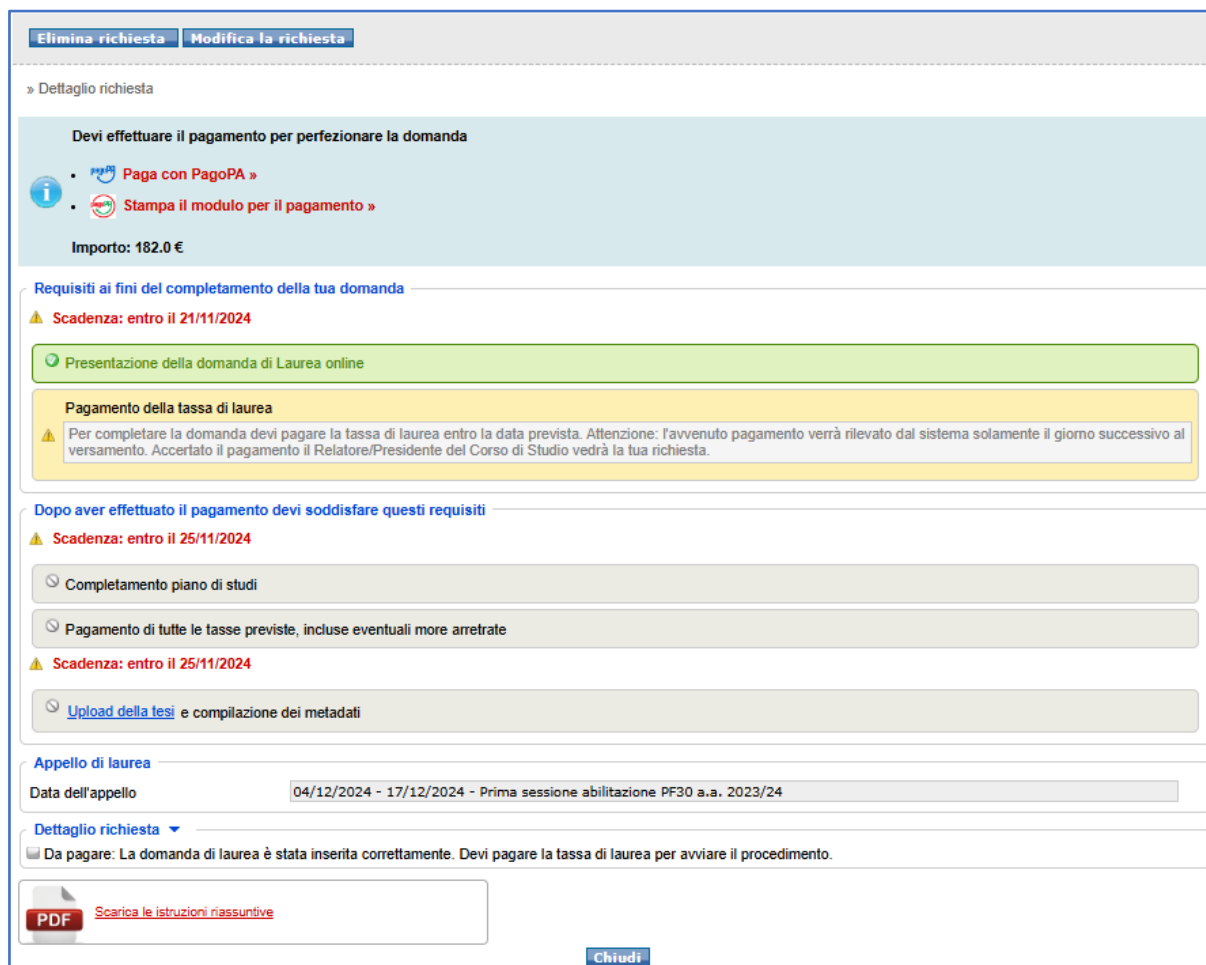 Elimina richiesta Modifica la richiesta
» Dettaglio richiesta
Devi effettuare il pagamento per perfezionare la domanda
Paga con PagoPA »
Stampa il modulo per il pagamento »
Importo: 182.0 €
Requisiti ai fini del completamento della tua domanda
Scadenza: entro il 21/11/2024
Presentazione della domanda di Laurea online
Pagamento della tassa di laurea
Per completare la domanda devi pagare la tassa di laurea entro la data prevista. Attenzione: l'avvenuto pagamento verrà rilevato dal sistema solamente il giorno successivo al
versamento. Accertato il pagamento il Relatore/Presidente del Corso di Studio vedrà la tua richiesta.
Dopo aver effettuato il pagamento devi soddisfare questi requisiti
Scadenza: entro il 25/11/2024
Completamento piano di studi
Pagamento di tutte le tasse previste, incluse eventuali more arretrate
Scadenza: entro il 25/11/2024
Upload della tesi e compilazione dei metadati
Appello di laurea
Data dell'appello 04/12/2024 - 17/12/2024 - Prima sessione abilitazione PF30 a.a. 2023/24
Dettaglio richiesta
Da pagare: La domanda di laurea è stata inserita correttamente. Devi pagare la tassa di laurea per avviare il procedimento.
PDF Scarica le istruzioni riassuntive
Chiudi